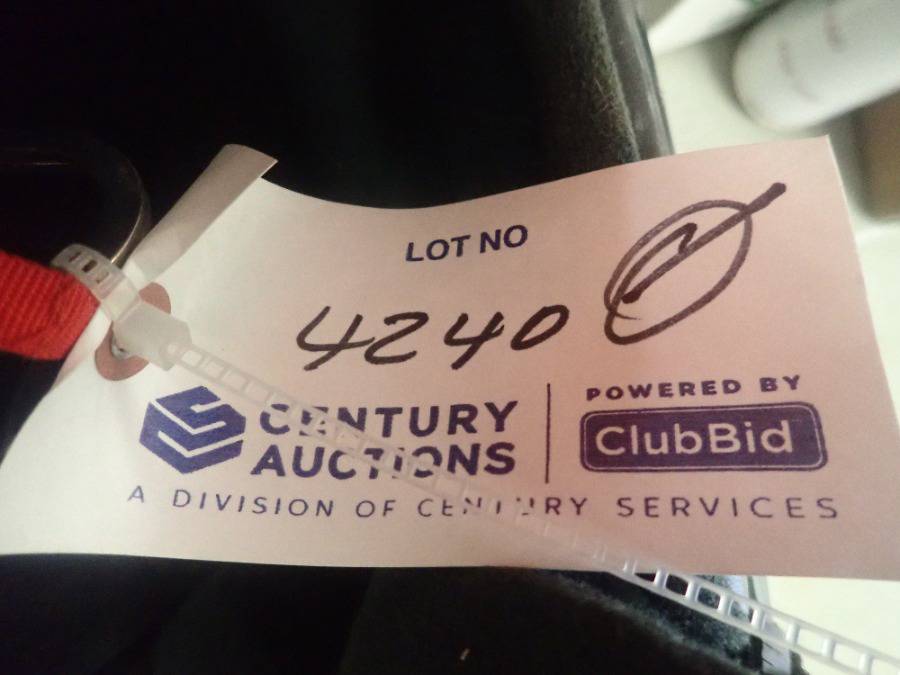 LOT NO
4240
CENTURY
AUCTIONS
POWERED BY
ClubBid
A DIVISION OF CENTURY SERVICES